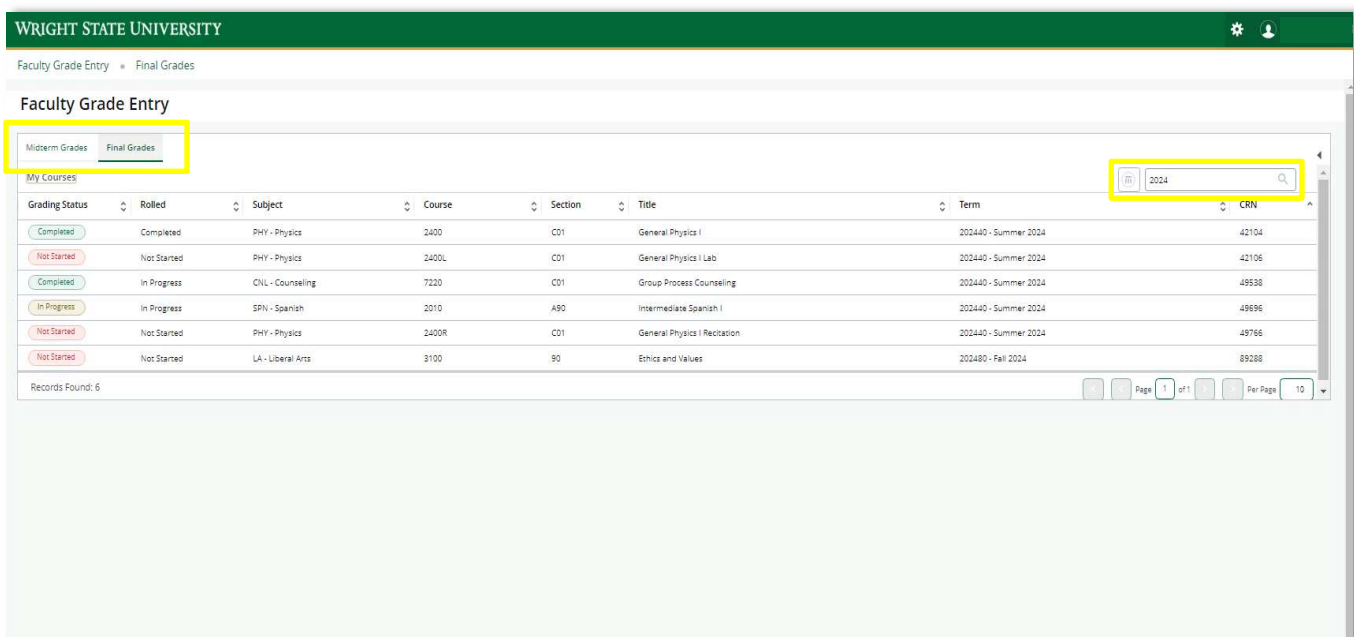 WRIGHT STATE UNIVERSITY
Faculty Grade Entry • Final Grades
Faculty Grade Entry
Midterm Grades Final Grades
My Courses 2024
Grading Status Rolled Subject Course Section Title Term CRN
Completed Completed PHY - Physics 2400 C01 General Physics I 202440 - Summer 2024 42104
Not Started Not Started PHY - Physics 2400L C01 General Physics I Lab 202440 - Summer 2024 42106
Completed In Progress CNL - Counseling 7220 C01 Group Process Counseling 202440 - Summer 2024 49538
In Progress In Progress SPN - Spanish 2010 A90 Intermediate Spanish I 202440 - Summer 2024 49696
Not Started Not Started PHY - Physics 2400R C01 General Physics I Recitation 202440 - Summer 2024 49766
Not Started Not Started LA - Liberal Arts 3100 90 Ethics and Values 202480 - Fall 2024 89288
Records Found: 6 Page 1 of 1 Per Page 10